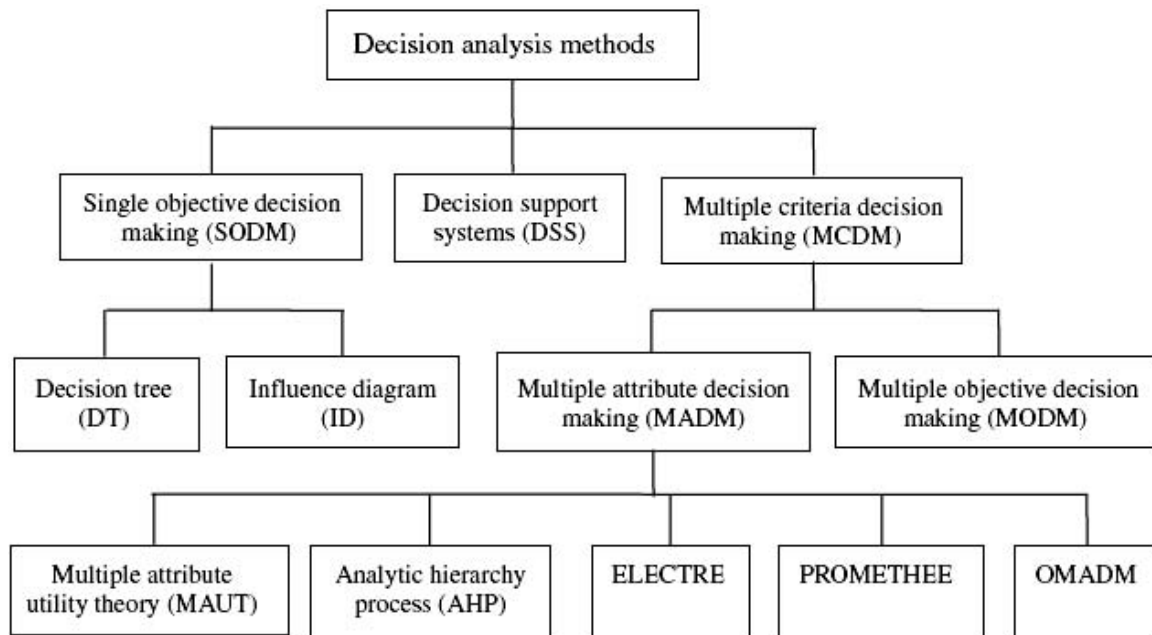 Decision analysis methods
Single objective decision
making (SODM)
Decision support
systems (DSS)
Multiple criteria decision
making (MCDM)
Decision tree
(DT)
Influence diagram
(ID)
Multiple attribute decision
making (MADM)
Multiple objective decision
making (MODM)
Multiple attribute
utility theory (MAUT)
Analytic hierarchy
process (AHP)
ELECTRE
PROMETHEE
OMADM